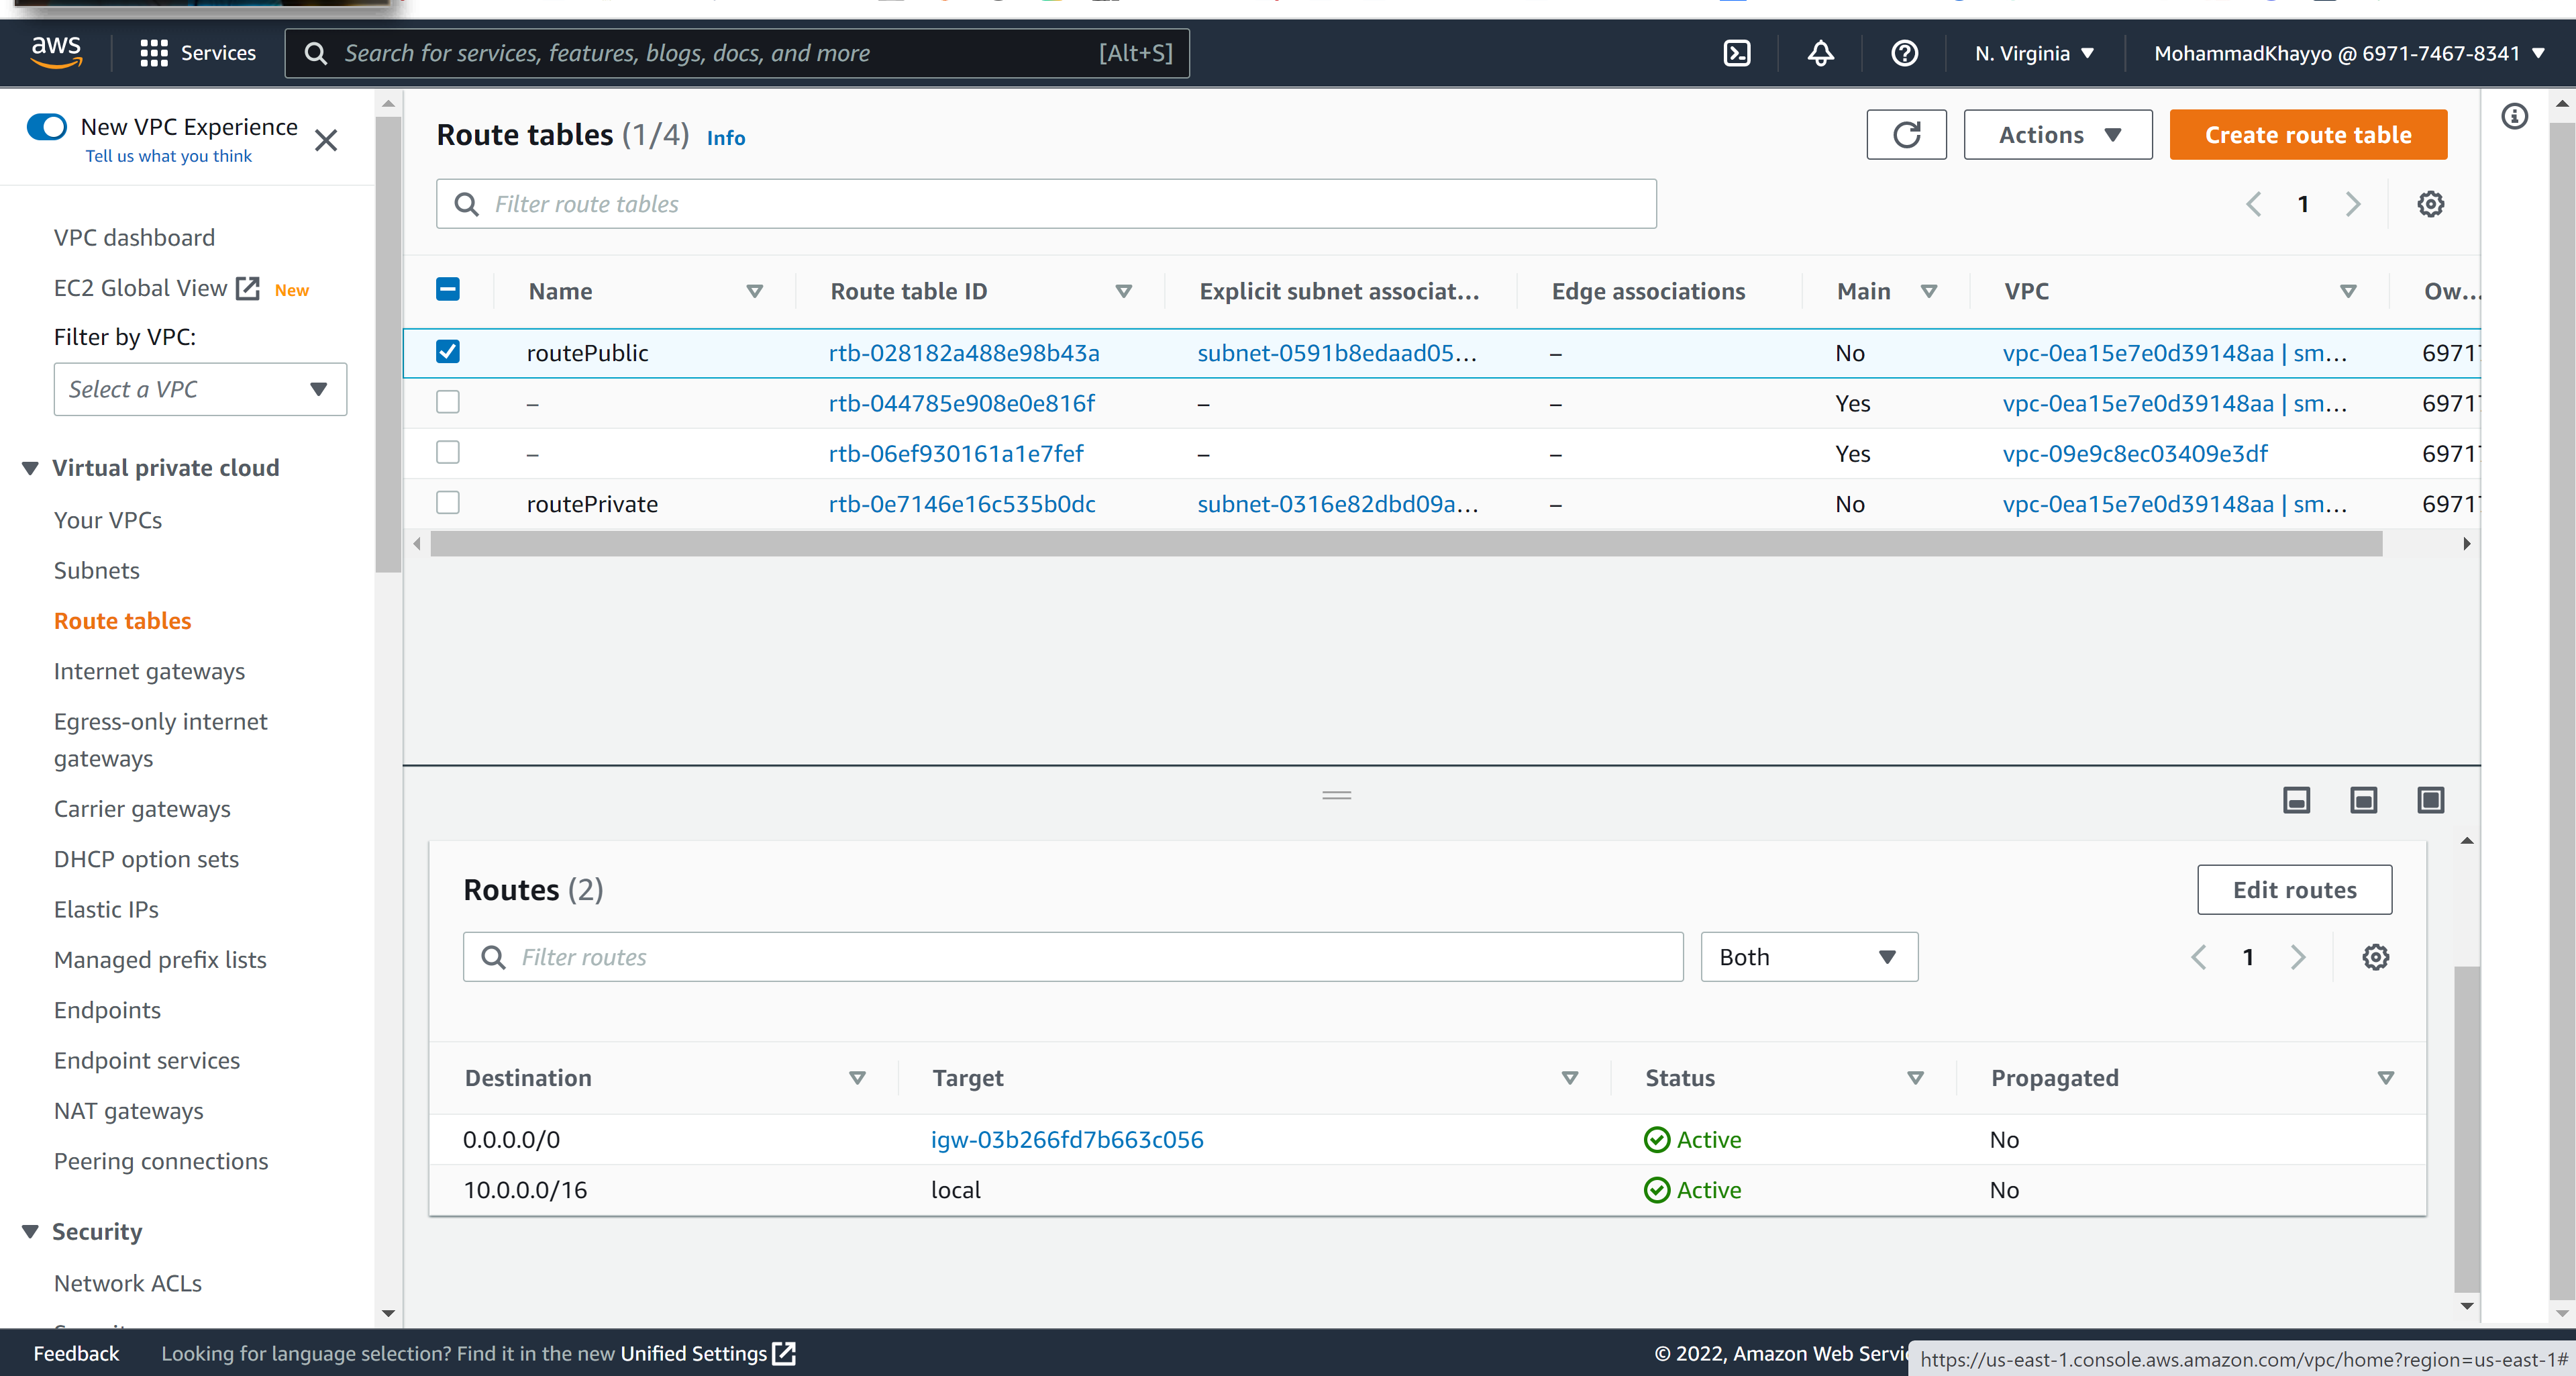 aws
Services
Search for services, features, blogs, docs, and more [Alt+S]
N. Virginia
MohammadKhayyo @ 6971-7467-8341
New VPC Experience
Tell us what you think
VPC dashboard
EC2 Global View New
Filter by VPC:
Select a VPC
Virtual private cloud
Your VPCs
Subnets
Route tables
Internet gateways
Egress-only internet
gateways
Carrier gateways
DHCP option sets
Elastic IPs
Managed prefix lists
Endpoints
Endpoint services
NAT gateways
Peering connections
Security
Network ACLs
Route tables (1/4) Info
Actions
Create route table
Filter route tables
1
Name Route table ID Explicit subnet associat... Edge associations Main VPC Ow...
routePublic rtb-028182a488e98b43a subnet-0591b8edaad05... – No vpc-0ea15e7e0d39148aa | sm... 6971
– rtb-044785e908e0e816f – – Yes vpc-0ea15e7e0d39148aa | sm... 6971
– rtb-06ef930161a1e7fef – – Yes vpc-09e9c8ec03409e3df 6971
routePrivate rtb-0e7146e16c535b0dc subnet-0316e82dbd09a... – No vpc-0ea15e7e0d39148aa | sm... 6971
Routes (2)
Edit routes
Filter routes
Both
1
Destination Target Status Propagated
0.0.0.0/0 igw-03b266fd7b663c056 Active No
10.0.0.0/16 local Active No
Feedback
Looking for language selection? Find it in the new Unified Settings
© 2022, Amazon Web Servi
https://us-east-1.console.aws.amazon.com/vpc/home?region=us-east-1#